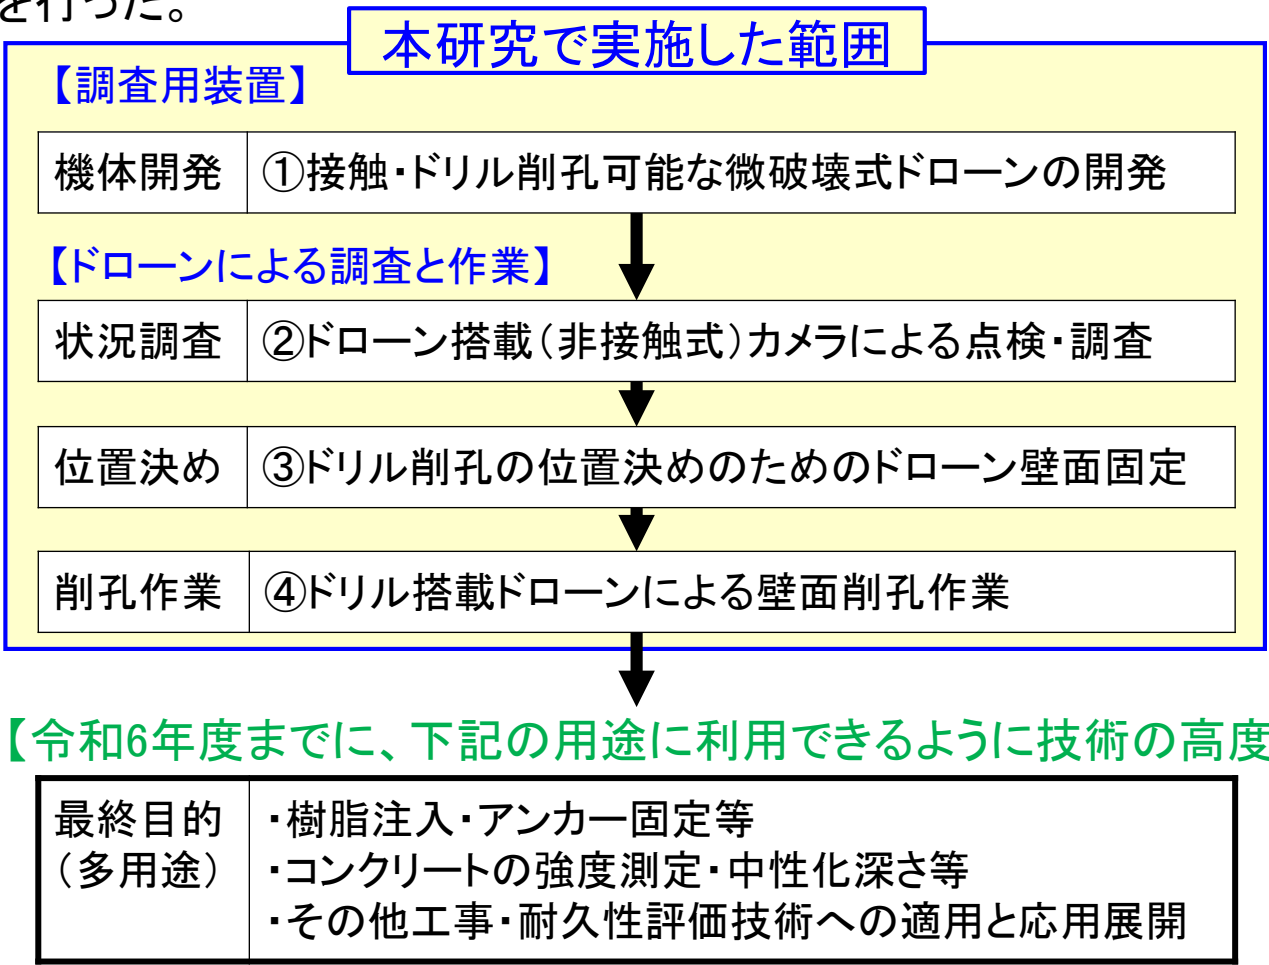 を行った。
本研究で実施した範囲
【調査用装置】
機体開発 ①接触・ドリル削孔可能な微破壊式ドローンの開発
【ドローンによる調査と作業】
状況調査 ②ドローン搭載(非接触式)カメラによる点検・調査
位置決め ③ドリル削孔の位置決めのためのドローン壁面固定
削孔作業 ④ドリル搭載ドローンによる壁面削孔作業
【令和6年度までに、下記の用途に利用できるように技術の高度
最終目的 ・樹脂注入・アンカー固定等
(多用途) ・コンクリートの強度測定・中性化深さ等
・その他工事・耐久性評価技術への適用と応用展開